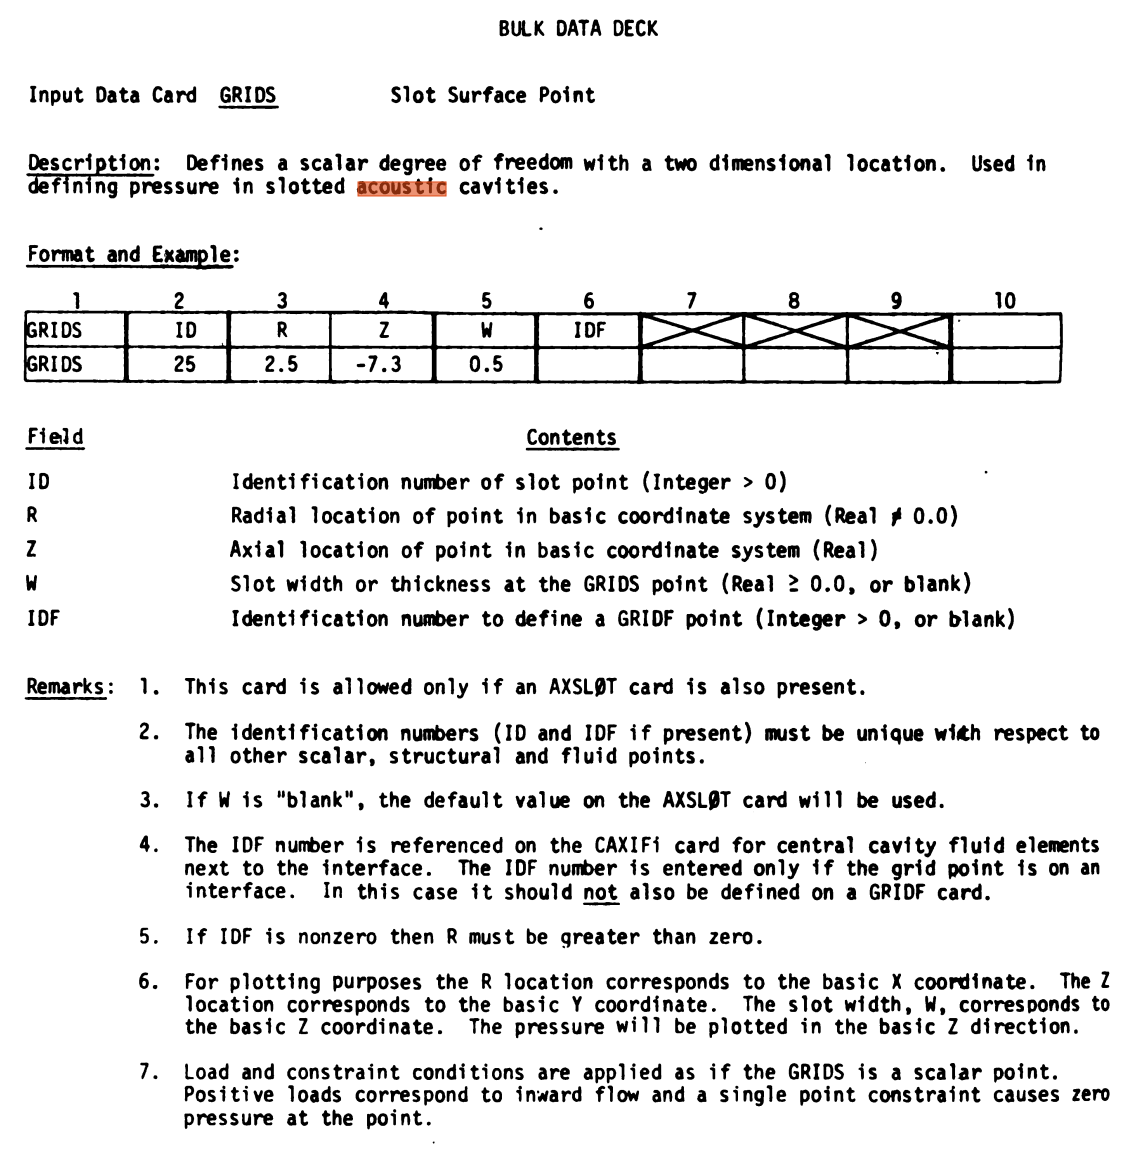 BULK DATA DECK
Input Data Card GRIDS Slot Surface Point
Description: Defines a scalar degree of freedom with a two dimensional location. Used in
defining pressure in slotted acoustic cavities.
Format and Example:
1 2 3 4 5 6 7 8 9 10
GRIDS ID R Z W IDF
GRIDS 25 2.5 -7.3 0.5
Field Contents
ID Identification number of slot point (Integer > 0)
R Radial location of point in basic coordinate system (Real ≠ 0.0)
Z Axial location of point in basic coordinate system (Real)
W Slot width or thickness at the GRIDS point (Real ≥ 0.0, or blank)
IDF Identification number to define a GRIDF point (Integer > 0, or blank)
Remarks: 1. This card is allowed only if an AXSLØT card is also present.
2. The identification numbers (ID and IDF if present) must be unique with respect to
all other scalar, structural and fluid points.
3. If W is "blank", the default value on the AXSLØT card will be used.
4. The IDF number is referenced on the CAXIFi card for central cavity fluid elements
next to the interface. The IDF number is entered only if the grid point is on an
interface. In this case it should not also be defined on a GRIDF card.
5. If IDF is nonzero then R must be greater than zero.
6. For plotting purposes the R location corresponds to the basic X coordinate. The Z
location corresponds to the basic Y coordinate. The slot width, W, corresponds to
the basic Z coordinate. The pressure will be plotted in the basic Z direction.
7. Load and constraint conditions are applied as if the GRIDS is a scalar point.
Positive loads correspond to inward flow and a single point constraint causes zero
pressure at the point.